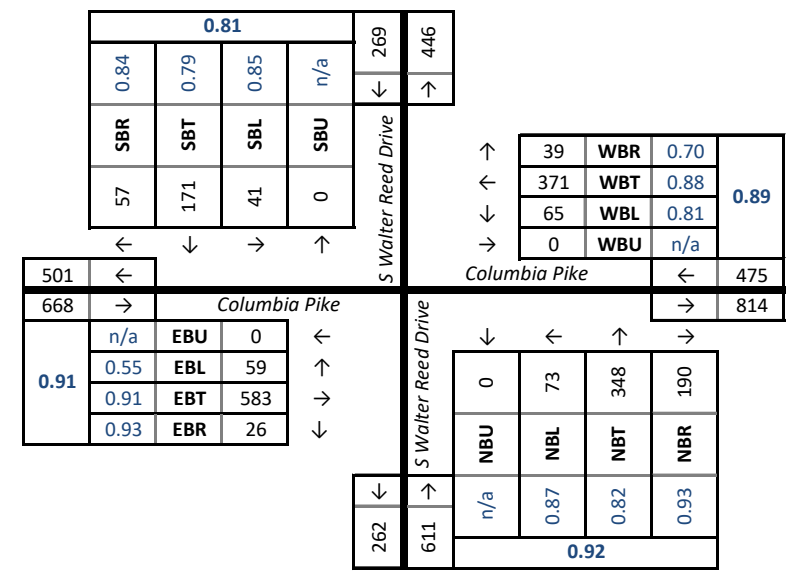 0.81
269
446
0.84 0.79 0.85 n/a
↓ ↑
SBR SBT SBL SBU
57 171 41 0
← ↓ → ↑
S Walter Reed Drive
↑ 39 WBR 0.70
← 371 WBT 0.88
↓ 65 WBL 0.81
→ 0 WBU n/a
0.89
501 ←
Columbia Pike
← 475
668 →
Columbia Pike
→ 814
0.91
n/a EBU 0 ←
0.55 EBL 59 ↑
0.91 EBT 583 →
0.93 EBR 26 ↓
S Walter Reed Drive
↓ ← ↑ →
0 73 348 190
NBU NBL NBT NBR
n/a 0.87 0.82 0.93
↓ ↑
262 611
0.92